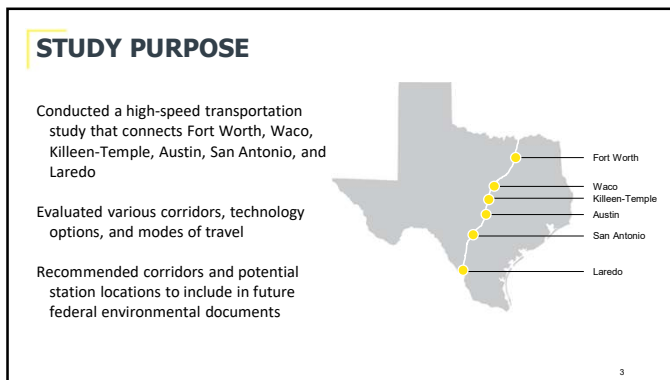 STUDY PURPOSE
Conducted a high-speed transportation
study that connects Fort Worth, Waco,
Killeen-Temple, Austin, San Antonio, and
Laredo
Evaluated various corridors, technology
options, and modes of travel
Recommended corridors and potential
station locations to include in future
federal environmental documents
Fort Worth
Waco
Killeen-Temple
Austin
San Antonio
Laredo
3